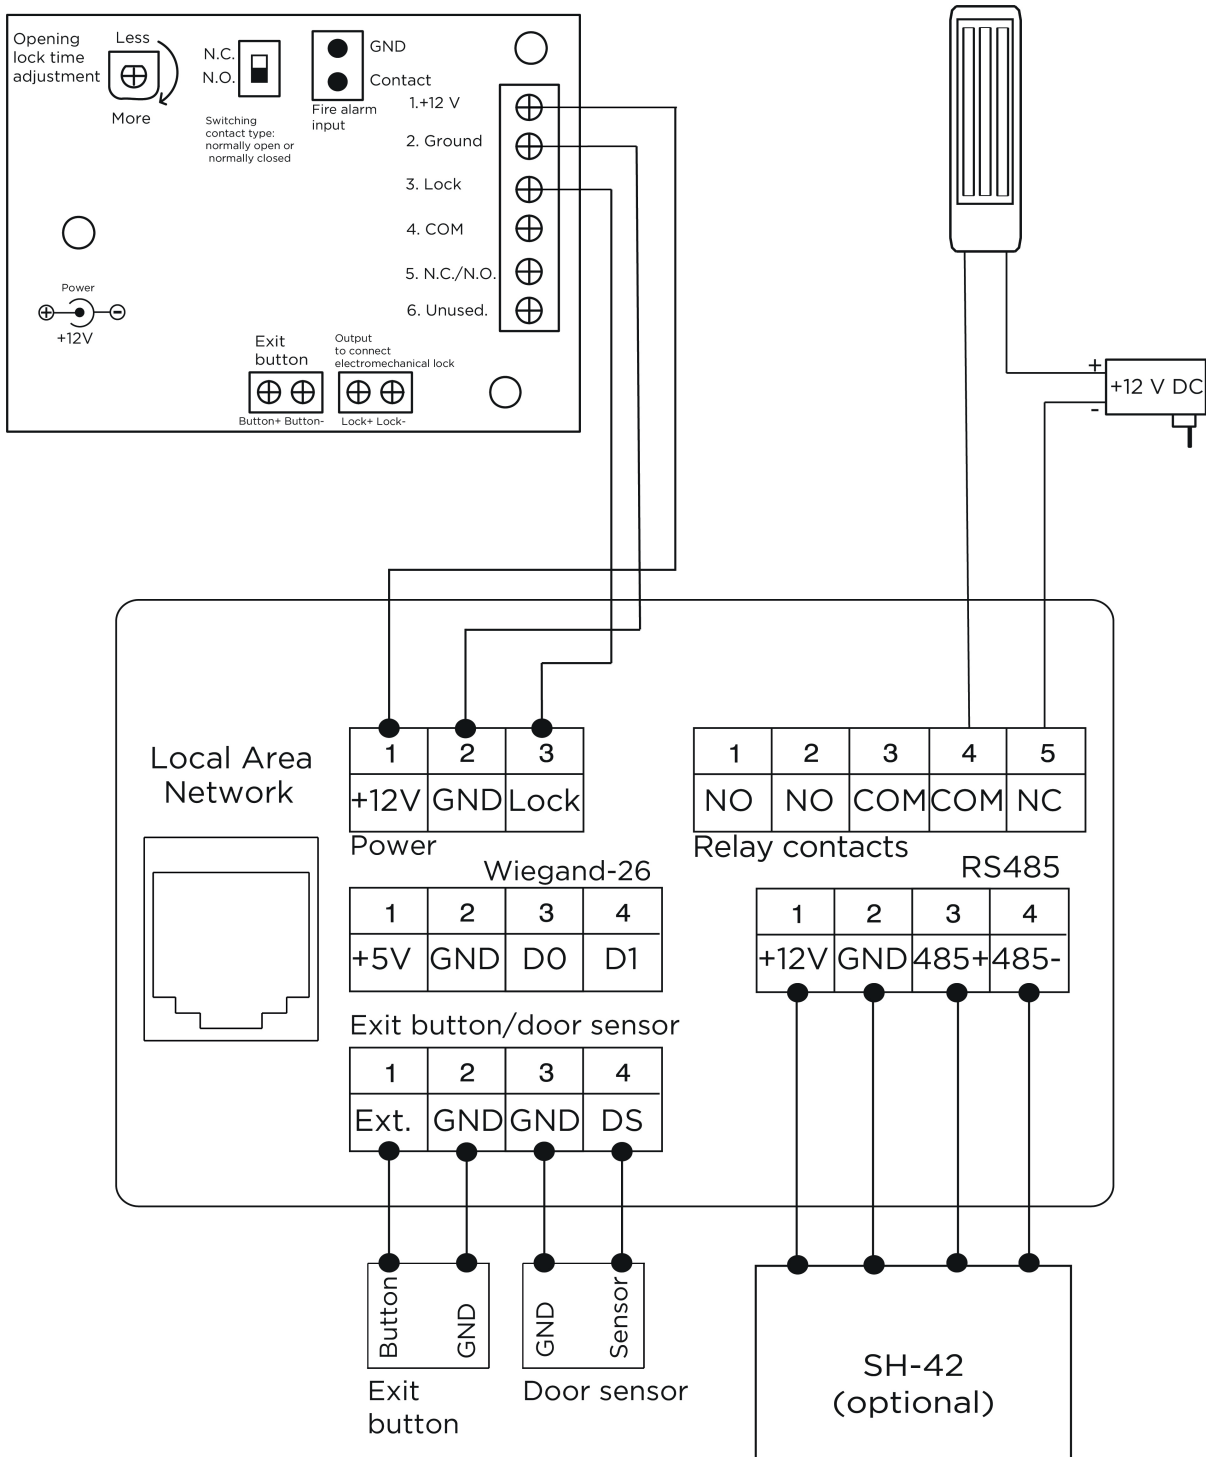 Opening
lock time
adjustment
Less
More
N.C.
N.O.
Switching
contact type:
normally open or
normally closed
GND
Contact
Fire alarm
input
1.+12 V
2. Ground
3. Lock
4. COM
5. N.C./N.O.
6. Unused.
Power
+12V
Exit
button
Button+ Button-
Output
to connect
electromechanical lock
Lock+ Lock-
+
+12 V DC
-
Local Area
Network
1 2 3
+12V GND Lock
Power
1 2 3 4 5
NO NO COM COM NC
Relay contacts
Wiegand-26
1 2 3 4
+5V GND D0 D1
RS485
1 2 3 4
+12V GND 485+ 485-
Exit button/door sensor
1 2 3 4
Ext. GND GND DS
Button
GND
Exit
button
GND
Sensor
Door sensor
SH-42
(optional)